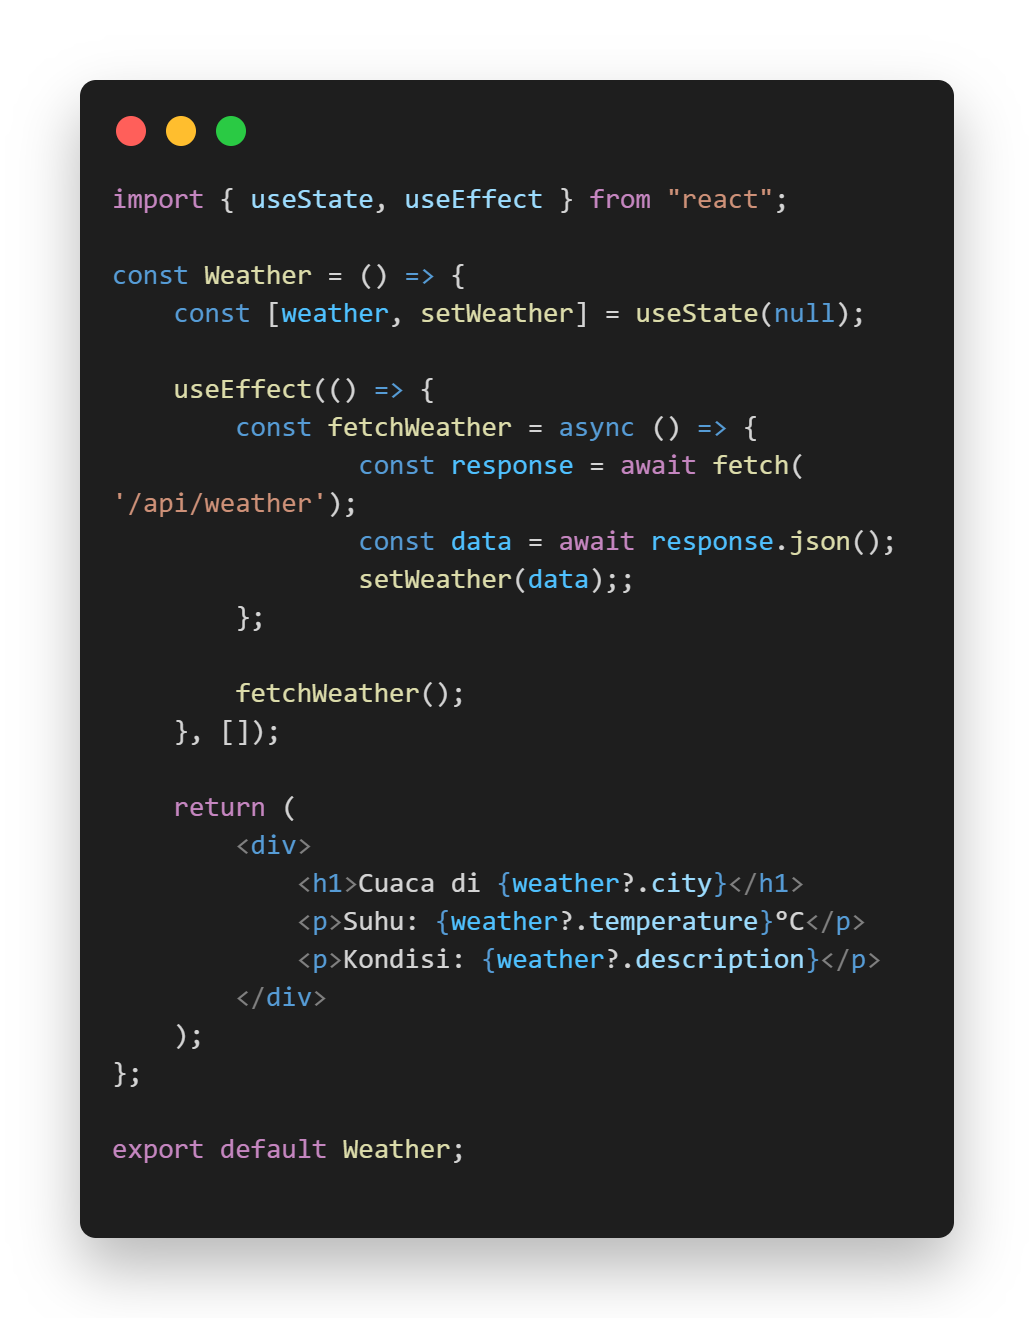 import { useState, useEffect } from "react";

const Weather = () => {
    const [weather, setWeather] = useState(null);

    useEffect(() => {
        const fetchWeather = async () => {
                const response = await fetch(
'/api/weather');
                const data = await response.json();
                setWeather(data);;
        };

        fetchWeather();
    }, []);

    return (
        <div>
            <h1>Cuaca di {weather?.city}</h1>
            <p>Suhu: {weather?.temperature}°C</p>
            <p>Kondisi: {weather?.description}</p>
        </div>
    );
};

export default Weather;